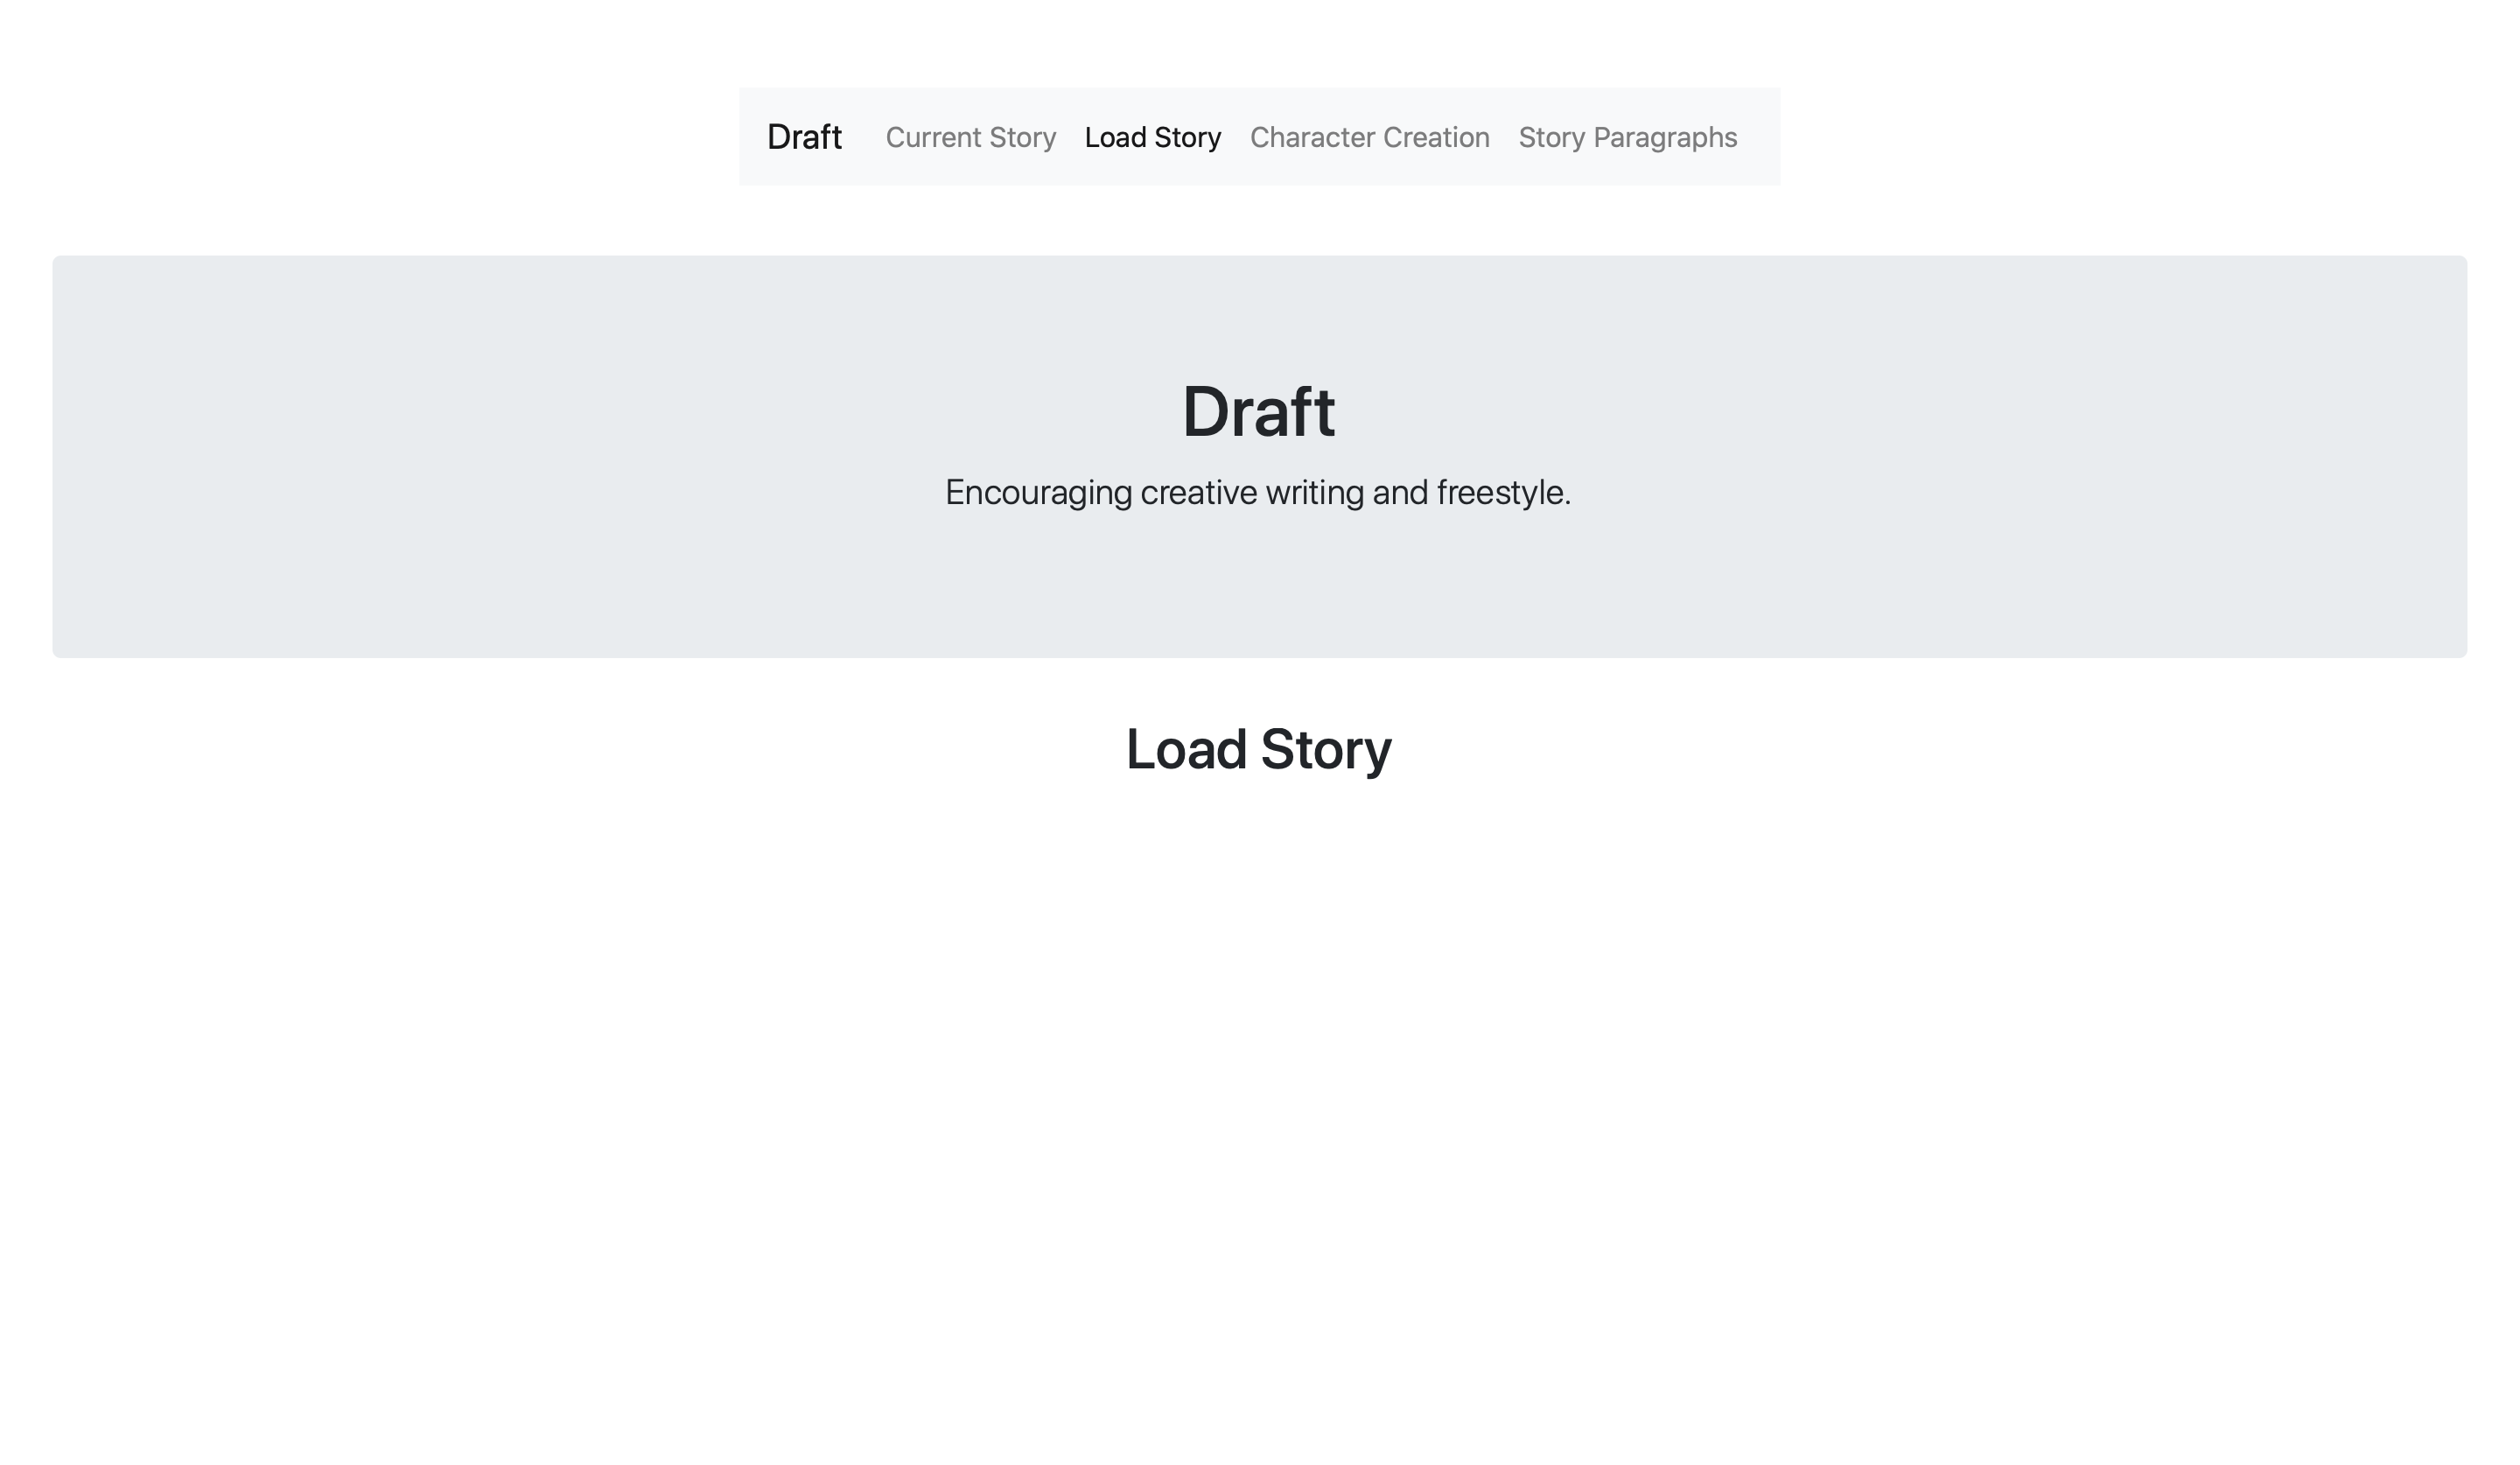 Draft Current Story Load Story Character Creation Story Paragraphs
Draft
Encouraging creative writing and freestyle.
Load Story